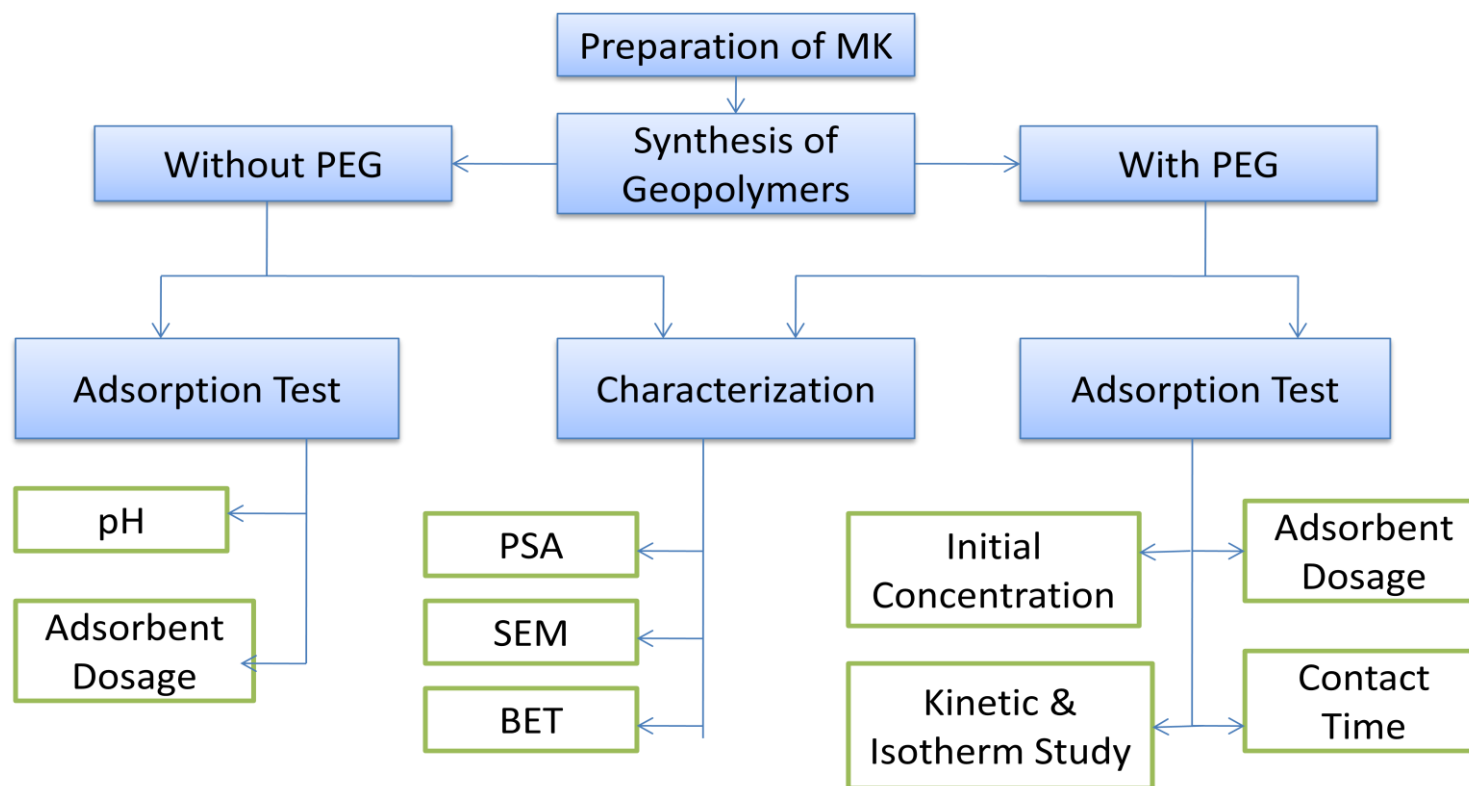 Preparation of MK
Without PEG
Synthesis of
Geopolymers
With PEG
Adsorption Test
Characterization
Adsorption Test
pH
Adsorbent
Dosage
PSA
SEM
BET
Initial
Concentration
Adsorbent
Dosage
Kinetic &
Isotherm Study
Contact
Time